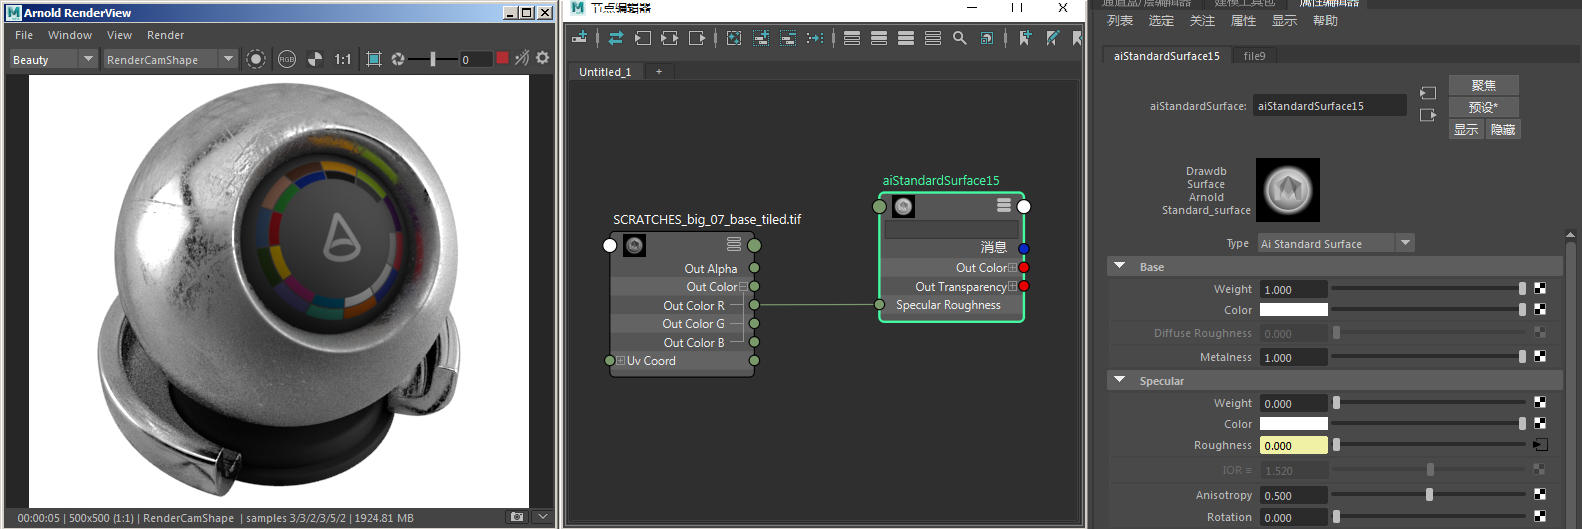 Arnold RenderView
File Window View Render
Beauty
RenderCamShape
RGB
1:1
0
00:00:05 | 500x500 (1:1) | RenderCamShape | samples 3/3/2/3/5/2 | 1924.81 MB
节点编辑器
Untitled_1
+
SCRATCHES_big_07_base_tiled.tif
Out Alpha
Out Color
Out Color R
Out Color G
Out Color B
Uv Coord
aiStandardSurface15
消息
Out Color
Out Transparency
Specular Roughness
通道盒/层编辑器 建模工具包 属性编辑器
列表 选定 关注 属性 显示 帮助
aiStandardSurface15 file9
aiStandardSurface: aiStandardSurface15
聚焦
预设*
显示 隐藏
Drawdb
Surface
Arnold
Standard_surface
Type Ai Standard Surface
Base
Weight 1.000
Color
Diffuse Roughness 0.000
Metalness 1.000
Specular
Weight 0.000
Color
Roughness 0.000
IOR = 1.520
Anisotropy 0.500
Rotation 0.000